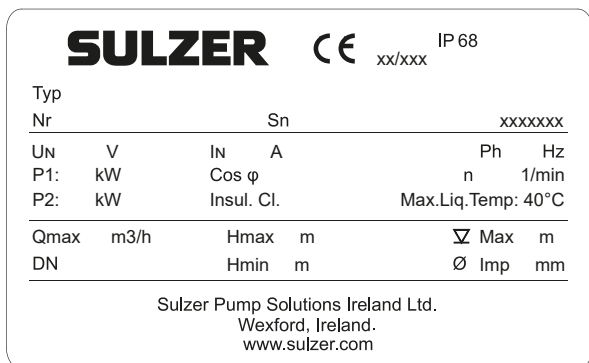 SULZER CE xx/xxx IP 68
Typ
Nr Sn xxxxxxx
UN V IN A Ph Hz
P1: kW Cos φ n 1/min
P2: kW Insul. Cl. Max.Liq.Temp: 40°C
Qmax m3/h Hmax m Max m
DN Hmin m Ø Imp mm
Sulzer Pump Solutions Ireland Ltd.
Wexford, Ireland.
www.sulzer.com